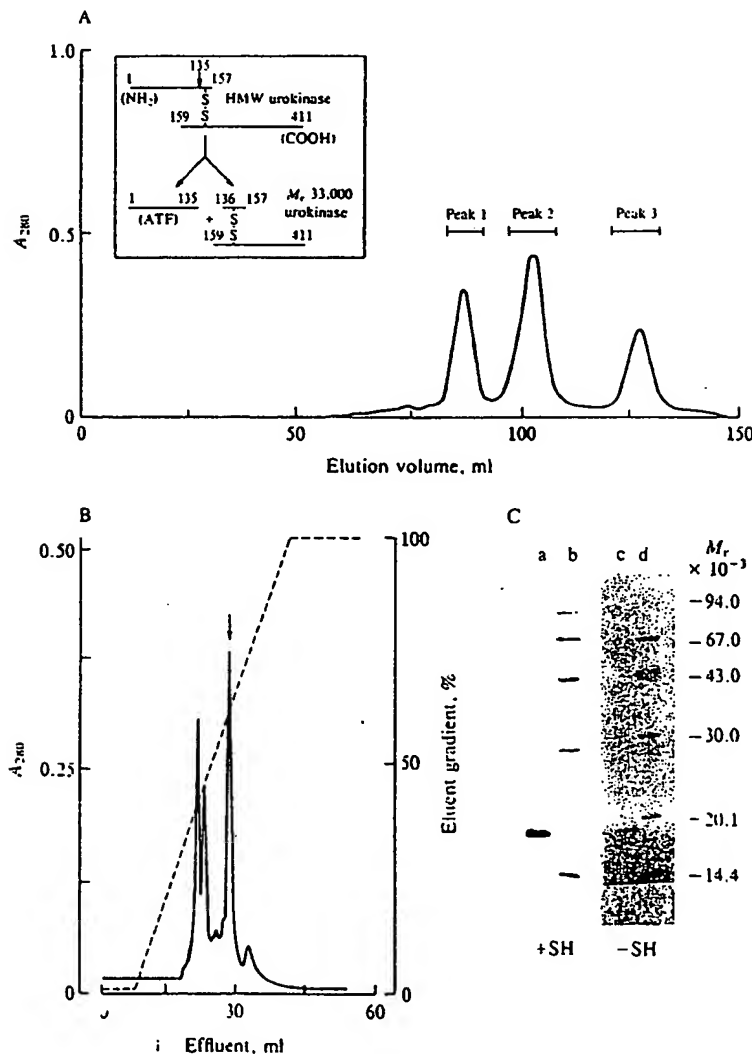 A
1.0
0.5
0
A280
135
1 157
(NH2) S HMW urokinase
S
159 411
(COOH)
1 135 136 157 Mr 33,000
(ATF) + S urokinase
159 S 411
Peak 1 Peak 2 Peak 3
0 50 100 150
Elution volume, ml
B
0.50
0.25
0
A280
100
50
0
Eluent gradient, %
30 60
Effluent, ml
C
a b c d Mr
× 10−3
−94.0
−67.0
−43.0
−30.0
−20.1
−14.4
+SH −SH